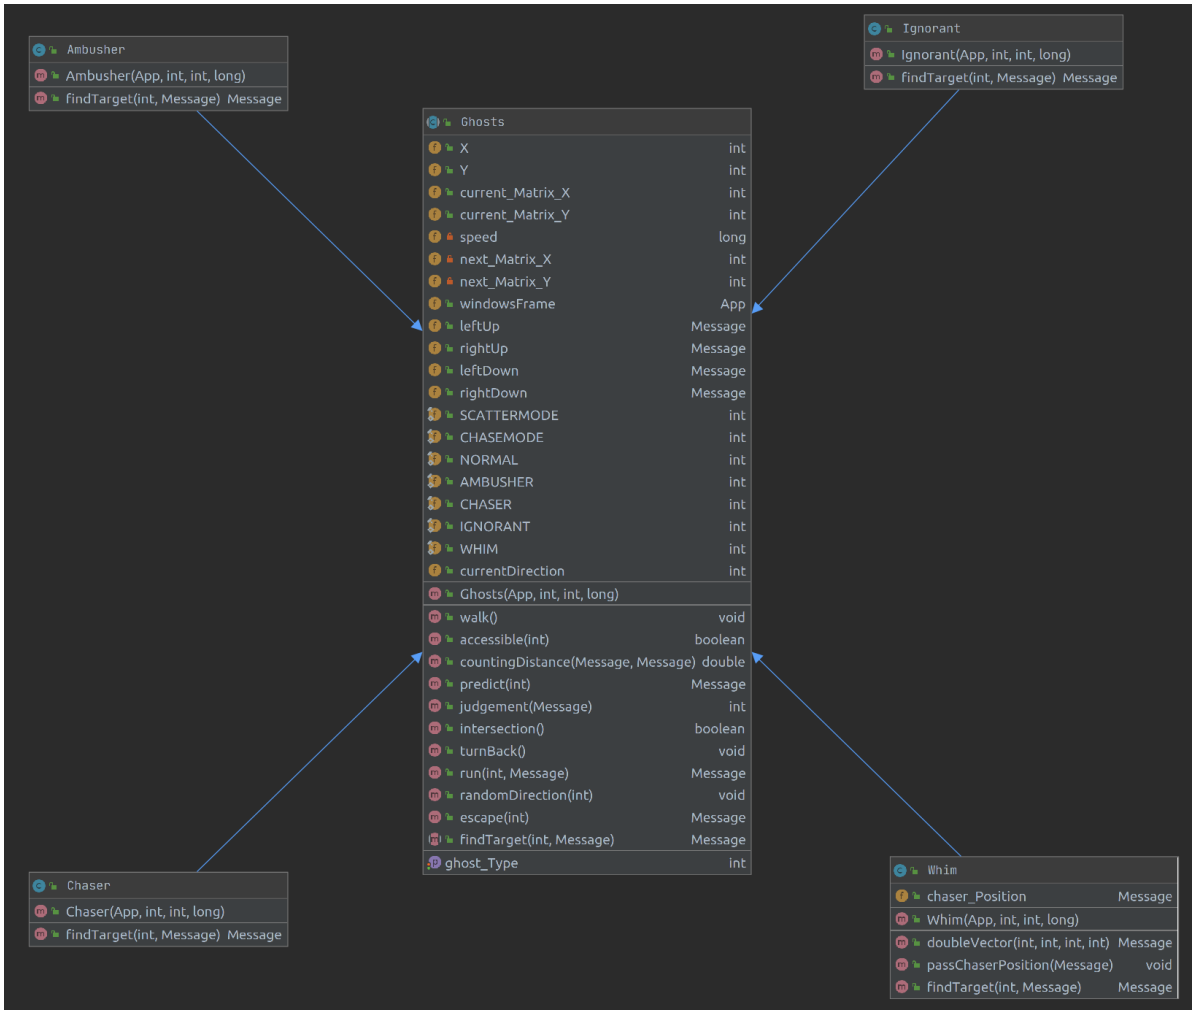 Ambusher
Ambusher(App, int, int, long)
findTarget(int, Message) Message
Ignorant
Ignorant(App, int, int, long)
findTarget(int, Message) Message
Ghosts
X int
Y int
current_Matrix_X int
current_Matrix_Y int
speed long
next_Matrix_X int
next_Matrix_Y int
windowsFrame App
leftUp Message
rightUp Message
leftDown Message
rightDown Message
SCATTERMODE int
CHASEMODE int
NORMAL int
AMBUSHER int
CHASER int
IGNORANT int
WHIM int
currentDirection int
Ghosts(App, int, int, long)
walk() void
accessible(int) boolean
countingDistance(Message, Message) double
predict(int) Message
judgement(Message) int
intersection() boolean
turnBack() void
run(int, Message) Message
randomDirection(int) void
escape(int) Message
findTarget(int, Message) Message
ghost_Type int
Chaser
Chaser(App, int, int, long)
findTarget(int, Message) Message
Whim
chaser_Position Message
Whim(App, int, int, long)
doubleVector(int, int, int, int) Message
passChaserPosition(Message) void
findTarget(int, Message) Message